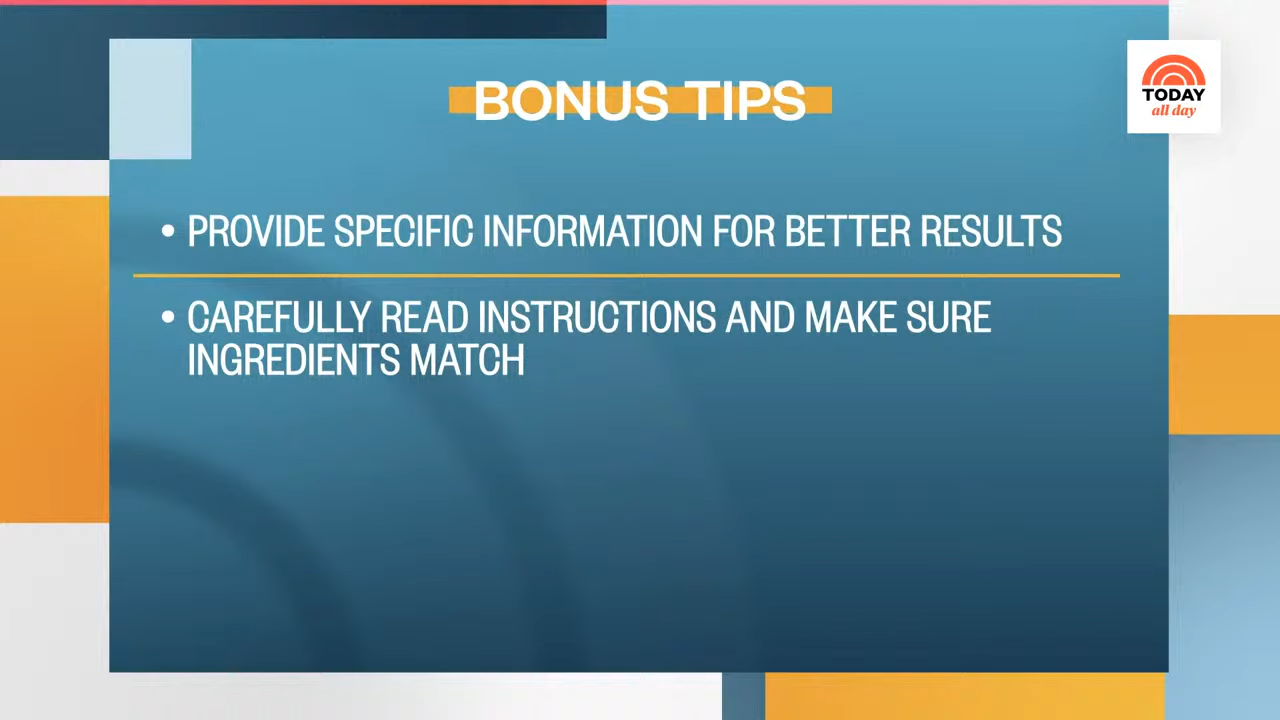 BONUS TIPS
TODAY
all day
• PROVIDE SPECIFIC INFORMATION FOR BETTER RESULTS
• CAREFULLY READ INSTRUCTIONS AND MAKE SURE
INGREDIENTS MATCH